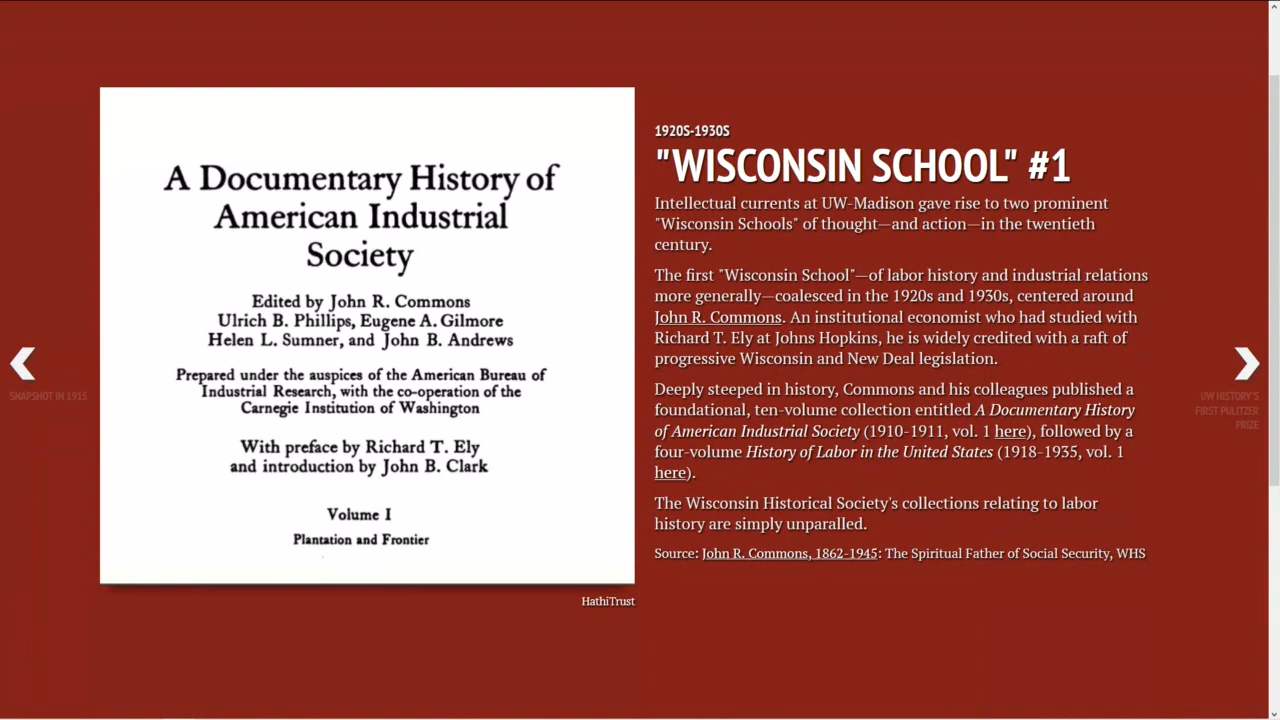 A Documentary History of
American Industrial
Society
Edited by John R. Commons
Ulrich B. Phillips, Eugene A. Gilmore
Helen L. Sumner, and John B. Andrews
Prepared under the auspices of the American Bureau of
Industrial Research, with the co-operation of the
Carnegie Institution of Washington
With preface by Richard T. Ely
and introduction by John B. Clark
Volume I
Plantation and Frontier
HathiTrust
1920S-1930S
"WISCONSIN SCHOOL" #1
Intellectual currents at UW-Madison gave rise to two prominent
"Wisconsin Schools" of thought—and action—in the twentieth
century.
The first "Wisconsin School"—of labor history and industrial relations
more generally—coalesced in the 1920s and 1930s, centered around
John R. Commons. An institutional economist who had studied with
Richard T. Ely at Johns Hopkins, he is widely credited with a raft of
progressive Wisconsin and New Deal legislation.
Deeply steeped in history, Commons and his colleagues published a
foundational, ten-volume collection entitled A Documentary History
of American Industrial Society (1910-1911, vol. 1 here), followed by a
four-volume History of Labor in the United States (1918-1935, vol. 1
here).
The Wisconsin Historical Society's collections relating to labor
history are simply unparalled.
Source: John R. Commons, 1862-1945: The Spiritual Father of Social Security, WHS
SNAPSHOT IN 1915
UW HISTORY'S
FIRST PULITZER
PRIZE